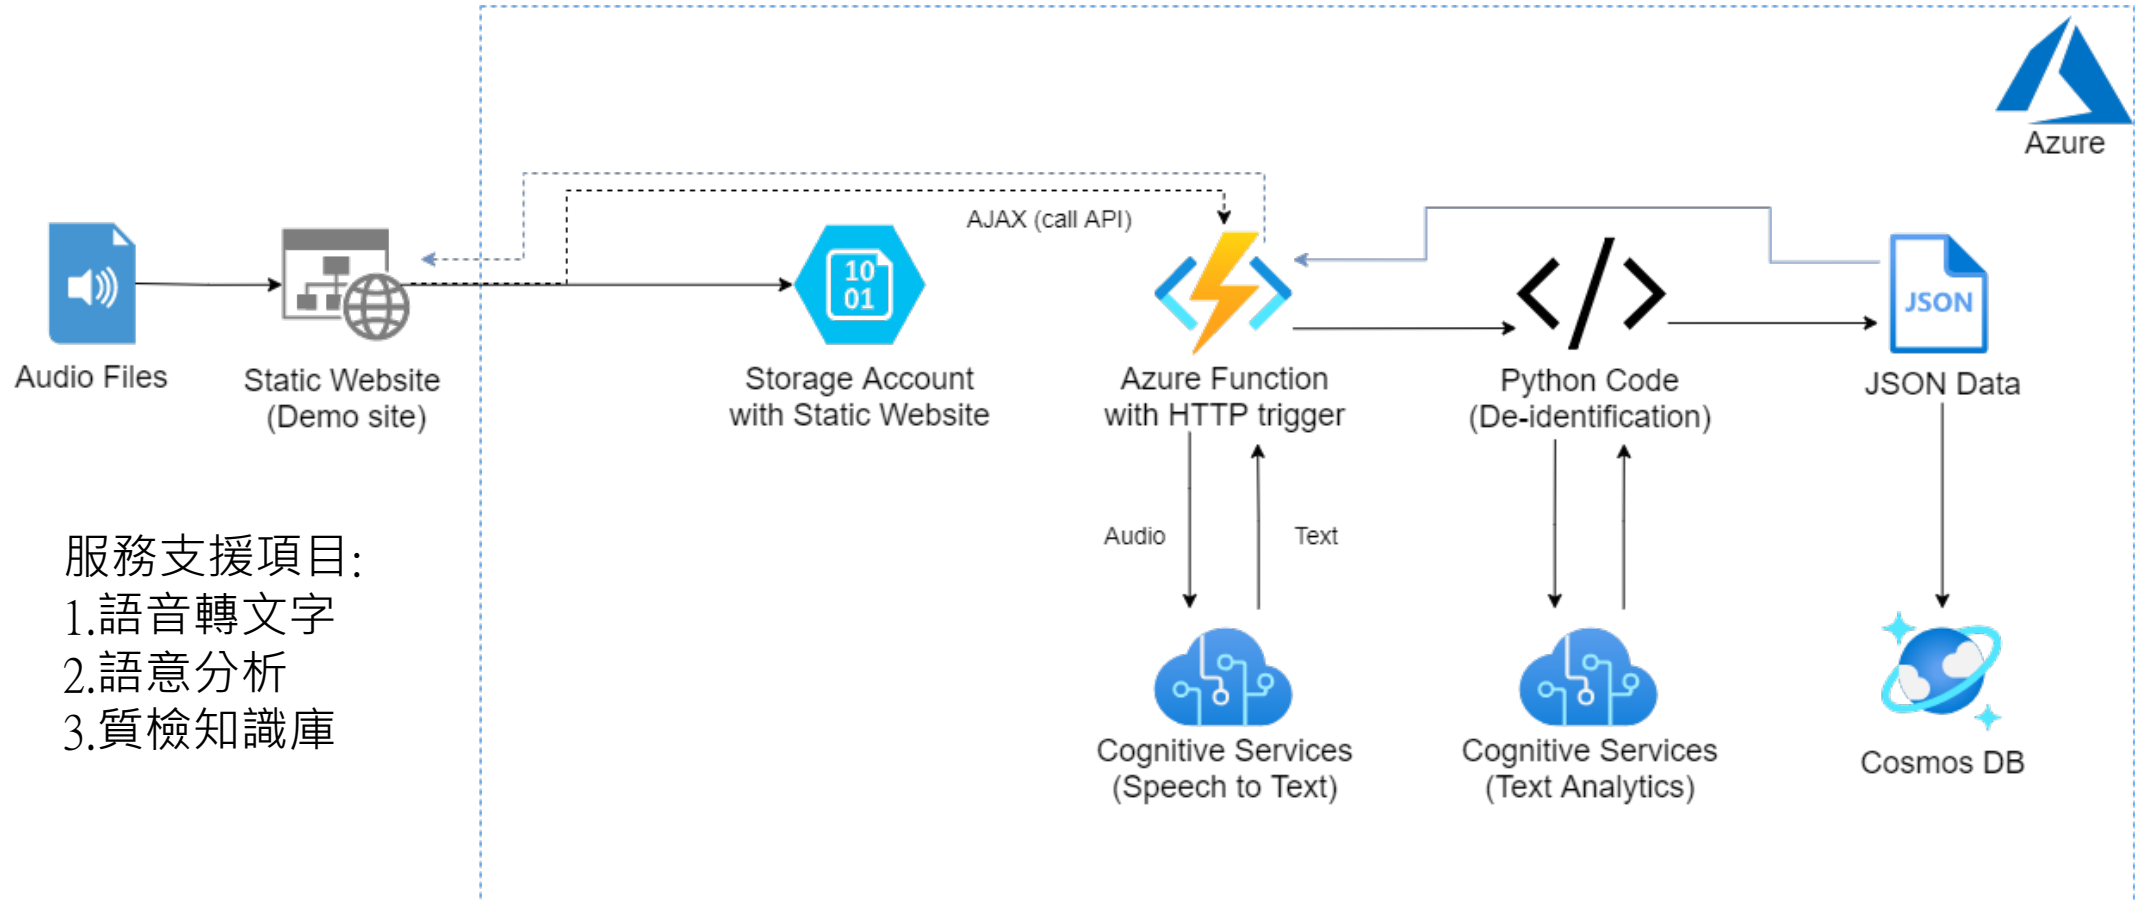 Azure
AJAX (call API)
10
01
JSON
Audio Files
Static Website
(Demo site)
Storage Account
with Static Website
Azure Function
with HTTP trigger
Python Code
(De-identification)
JSON Data
Audio
Text
服務支援項目:
1.語音轉文字
2.語意分析
3.質檢知識庫
Cognitive Services
(Speech to Text)
Cognitive Services
(Text Analytics)
Cosmos DB